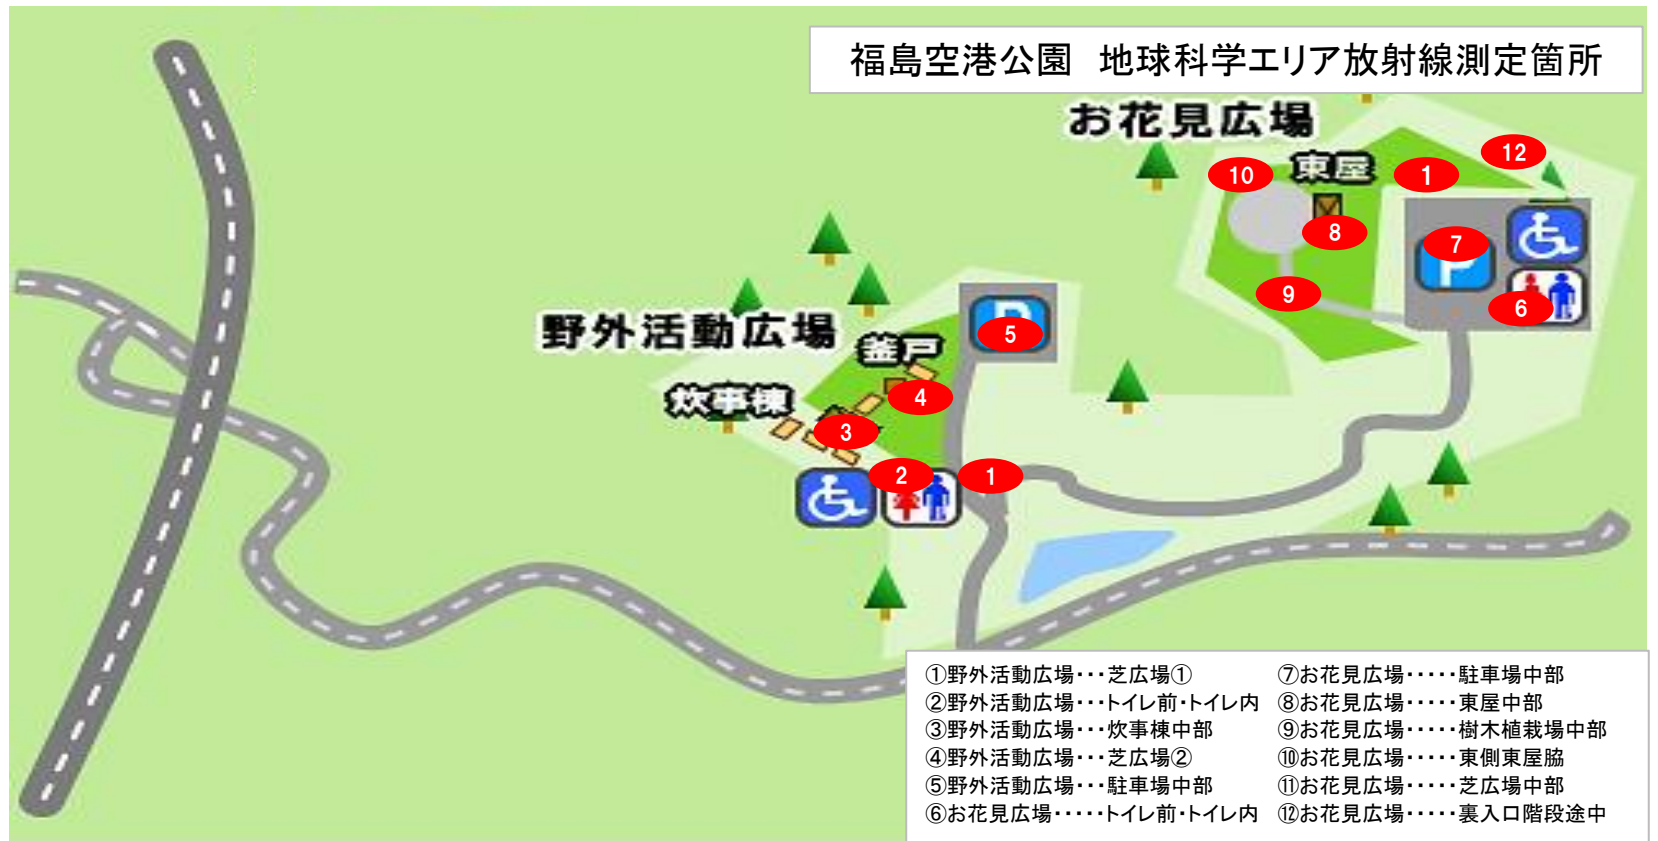 福島空港公園　地球科学エリア放射線測定箇所
お花見広場
東屋
12
10
1
8
7
P
9
6
野外活動広場
釜戸
P
5
炊事棟
4
3
2
1
①野外活動広場・・・芝広場①
②野外活動広場・・・トイレ前・トイレ内
③野外活動広場・・・炊事棟中部
④野外活動広場・・・芝広場②
⑤野外活動広場・・・駐車場中部
⑥お花見広場・・・・・トイレ前・トイレ内
⑦お花見広場・・・・・駐車場中部
⑧お花見広場・・・・・東屋中部
⑨お花見広場・・・・・樹木植栽場中部
⑩お花見広場・・・・・東側東屋脇
⑪お花見広場・・・・・芝広場中部
⑫お花見広場・・・・・裏入口階段途中